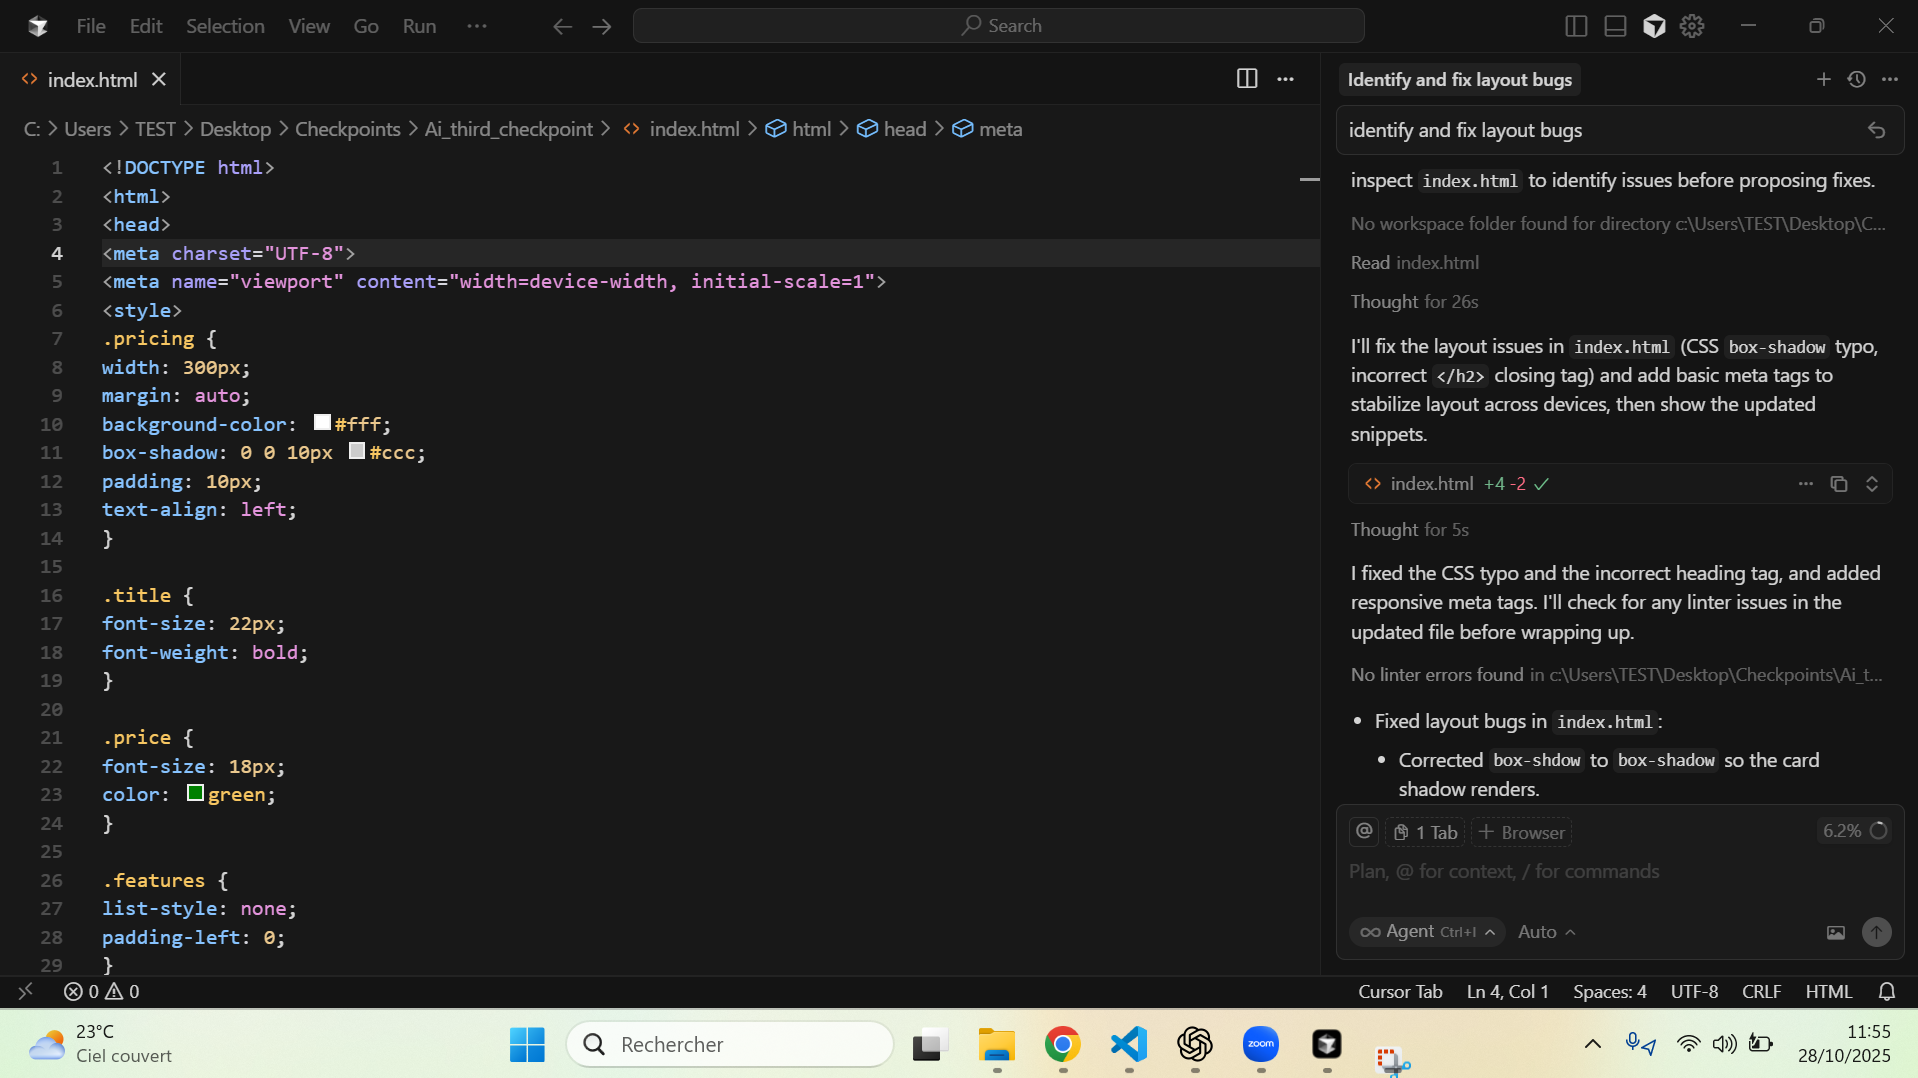 File Edit Selection View Go Run ···
Search
index.html
C: > Users > TEST > Desktop > Checkpoints > Ai_third_checkpoint > index.html > html > head > meta
1 <!DOCTYPE html>
2 <html>
3 <head>
4 <meta charset="UTF-8">
5 <meta name="viewport" content="width=device-width, initial-scale=1">
6 <style>
7 .pricing {
8 width: 300px;
9 margin: auto;
10 background-color: #fff;
11 box-shadow: 0 0 10px #ccc;
12 padding: 10px;
13 text-align: left;
14 }
15
16 .title {
17 font-size: 22px;
18 font-weight: bold;
19 }
20
21 .price {
22 font-size: 18px;
23 color: green;
24 }
25
26 .features {
27 list-style: none;
28 padding-left: 0;
29 }
Identify and fix layout bugs
identify and fix layout bugs
inspect index.html to identify issues before proposing fixes.
No workspace folder found for directory c:\Users\TEST\Desktop\C...
Read index.html
Thought for 26s
I'll fix the layout issues in index.html (CSS box-shadow typo,
incorrect </h2> closing tag) and add basic meta tags to
stabilize layout across devices, then show the updated
snippets.
index.html +4 -2
Thought for 5s
I fixed the CSS typo and the incorrect heading tag, and added
responsive meta tags. I'll check for any linter issues in the
updated file before wrapping up.
No linter errors found in c:\Users\TEST\Desktop\Checkpoints\Ai_t...
• Fixed layout bugs in index.html:
• Corrected box-shdow to box-shadow so the card
shadow renders.
@ 1 Tab + Browser 6.2%
Plan, @ for context, / for commands
Agent Ctrl+I Auto
0 0
Cursor Tab Ln 4, Col 1 Spaces: 4 UTF-8 CRLF HTML
23°C
Ciel couvert
Rechercher
zoom
11:55
28/10/2025